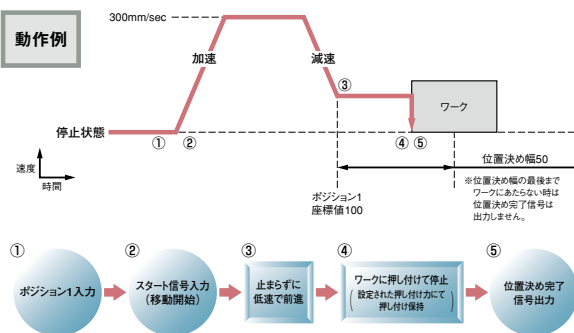 動作例
300mm/sec
加速
減速
③
ワーク
停止状態
①
②
④
⑤
速度
時間
位置決め幅50
ポジション1
座標値100
※位置決め幅の最後まで
ワークにあたらない時は
位置決め完了信号は
出力しません。
①
ポジション1入力
②
スタート信号入力
(移動開始)
③
止まらずに
低速で前進
④
ワークに押し付けて停止
(設定された押し付け力にて
押し付け保持)
⑤
位置決め完了
信号出力